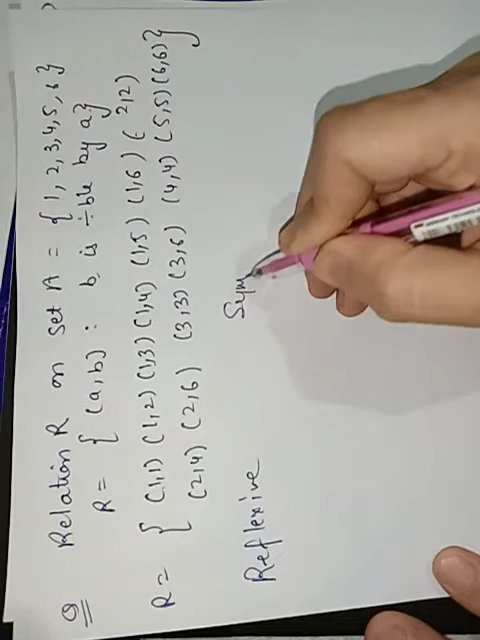 Q Relation R on set A = { 1, 2, 3, 4, 5, 6 }
R = { (a,b) : b is ÷ble by a }
R = { (1,1) (1,2) (1,3) (1,4) (1,5) (1,6) (2,2)
(2,4) (2,6) (3,3) (3,6) (4,4) (5,5) (6,6) }
Reflexive Sym